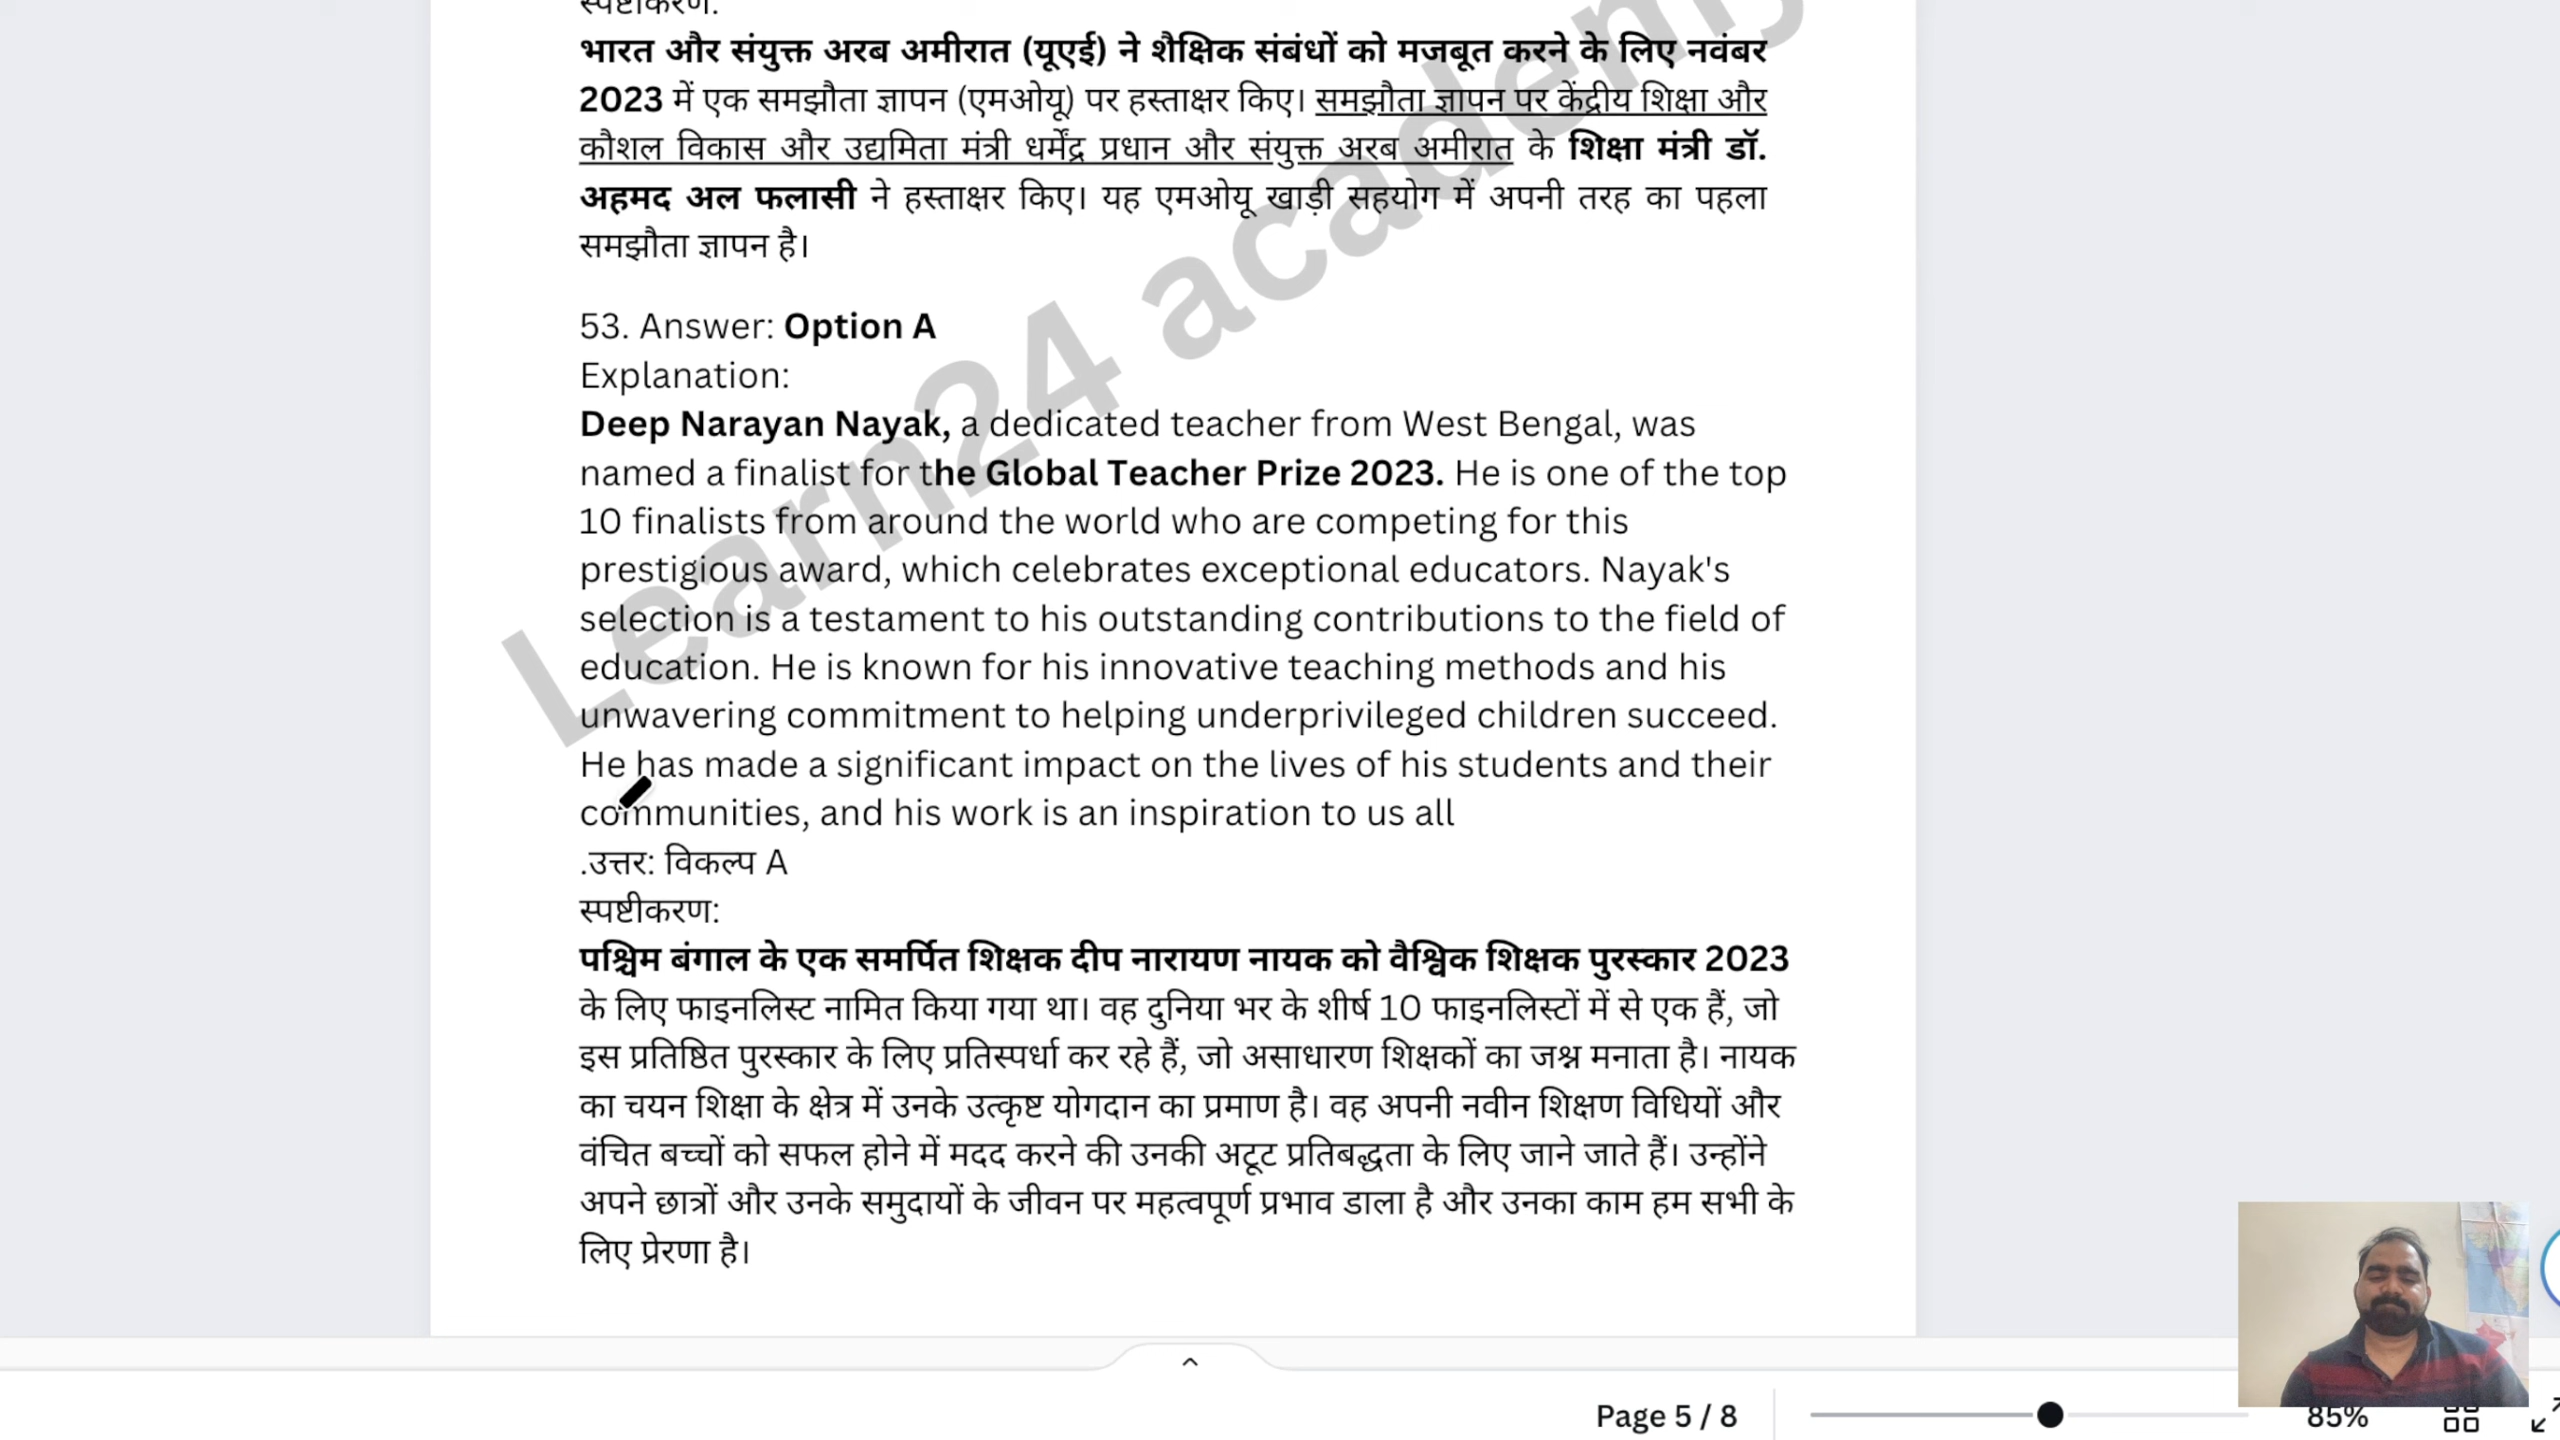 स्पष्टीकरण:
भारत और संयुक्त अरब अमीरात (यूएई) ने शैक्षिक संबंधों को मजबूत करने के लिए नवंबर
2023 में एक समझौता ज्ञापन (एमओयू) पर हस्ताक्षर किए। समझौता ज्ञापन पर केंद्रीय शिक्षा और
कौशल विकास और उद्यमिता मंत्री धर्मेंद्र प्रधान और संयुक्त अरब अमीरात के शिक्षा मंत्री डॉ.
अहमद अल फलासी ने हस्ताक्षर किए। यह एमओयू खाड़ी सहयोग में अपनी तरह का पहला
समझौता ज्ञापन है।
53. Answer: Option A
Explanation:
Deep Narayan Nayak, a dedicated teacher from West Bengal, was
named a finalist for the Global Teacher Prize 2023. He is one of the top
10 finalists from around the world who are competing for this
prestigious award, which celebrates exceptional educators. Nayak's
selection is a testament to his outstanding contributions to the field of
education. He is known for his innovative teaching methods and his
unwavering commitment to helping underprivileged children succeed.
He has made a significant impact on the lives of his students and their
communities, and his work is an inspiration to us all
.उत्तर: विकल्प A
स्पष्टीकरण:
पश्चिम बंगाल के एक समर्पित शिक्षक दीप नारायण नायक को वैश्विक शिक्षक पुरस्कार 2023
के लिए फाइनलिस्ट नामित किया गया था। वह दुनिया भर के शीर्ष 10 फाइनलिस्टों में से एक हैं, जो
इस प्रतिष्ठित पुरस्कार के लिए प्रतिस्पर्धा कर रहे हैं, जो असाधारण शिक्षकों का जश्न मनाता है। नायक
का चयन शिक्षा के क्षेत्र में उनके उत्कृष्ट योगदान का प्रमाण है। वह अपनी नवीन शिक्षण विधियों और
वंचित बच्चों को सफल होने में मदद करने की उनकी अटूट प्रतिबद्धता के लिए जाने जाते हैं। उन्होंने
अपने छात्रों और उनके समुदायों के जीवन पर महत्वपूर्ण प्रभाव डाला है और उनका काम हम सभी के
लिए प्रेरणा है।
Learn24 academy
Page 5 / 8
85%